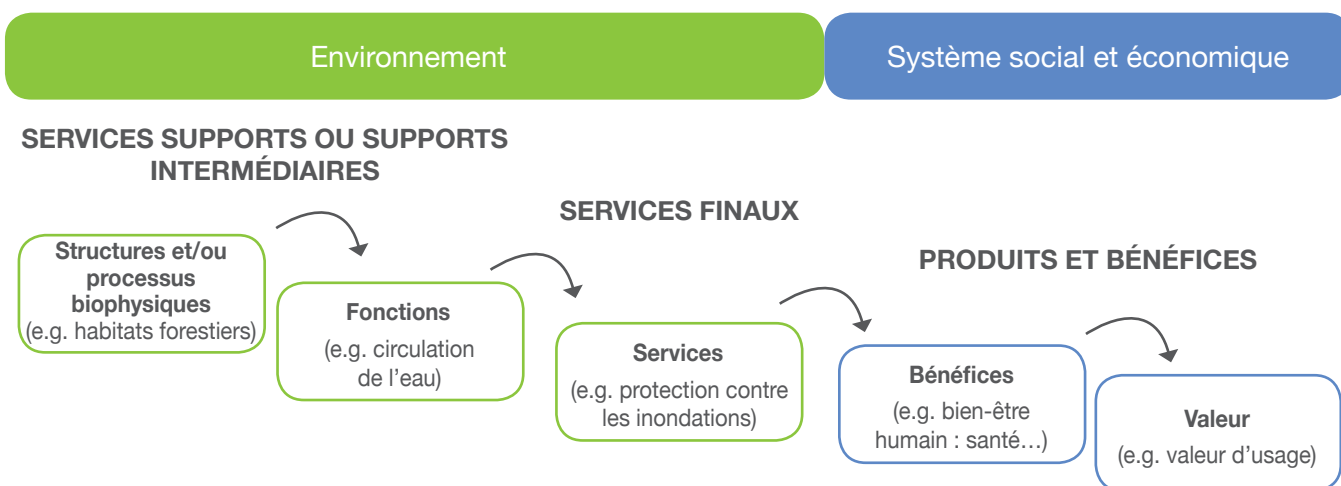 Environnement
Système social et économique
SERVICES SUPPORTS OU SUPPORTS
INTERMÉDIAIRES
SERVICES FINAUX
PRODUITS ET BÉNÉFICES
Structures et/ou
processus
biophysiques
(e.g. habitats forestiers)
Fonctions
(e.g. circulation
de l'eau)
Services
(e.g. protection contre
les inondations)
Bénéfices
(e.g. bien-être
humain : santé…)
Valeur
(e.g. valeur d'usage)